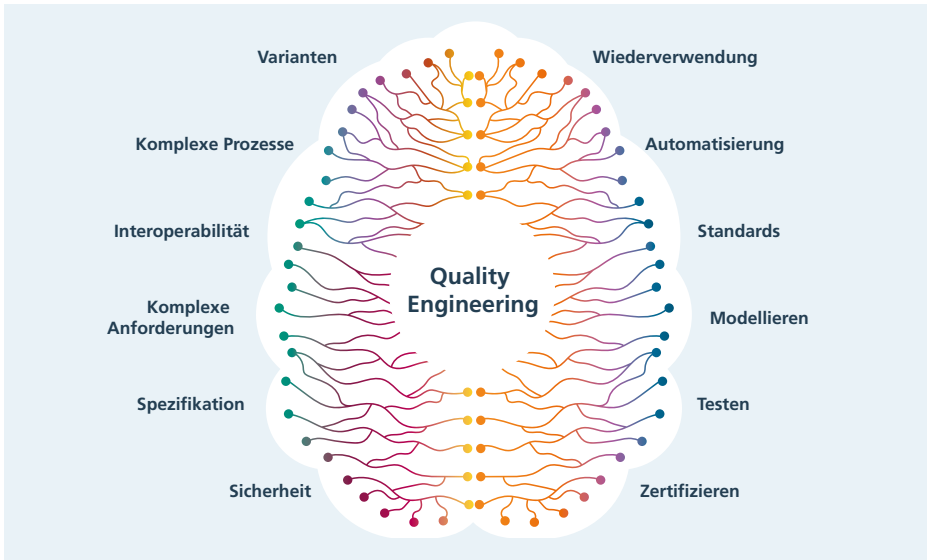 Varianten
Wiederverwendung
Komplexe Prozesse
Automatisierung
Interoperabilität
Standards
Quality
Engineering
Komplexe
Anforderungen
Modellieren
Spezifikation
Testen
Sicherheit
Zertifizieren